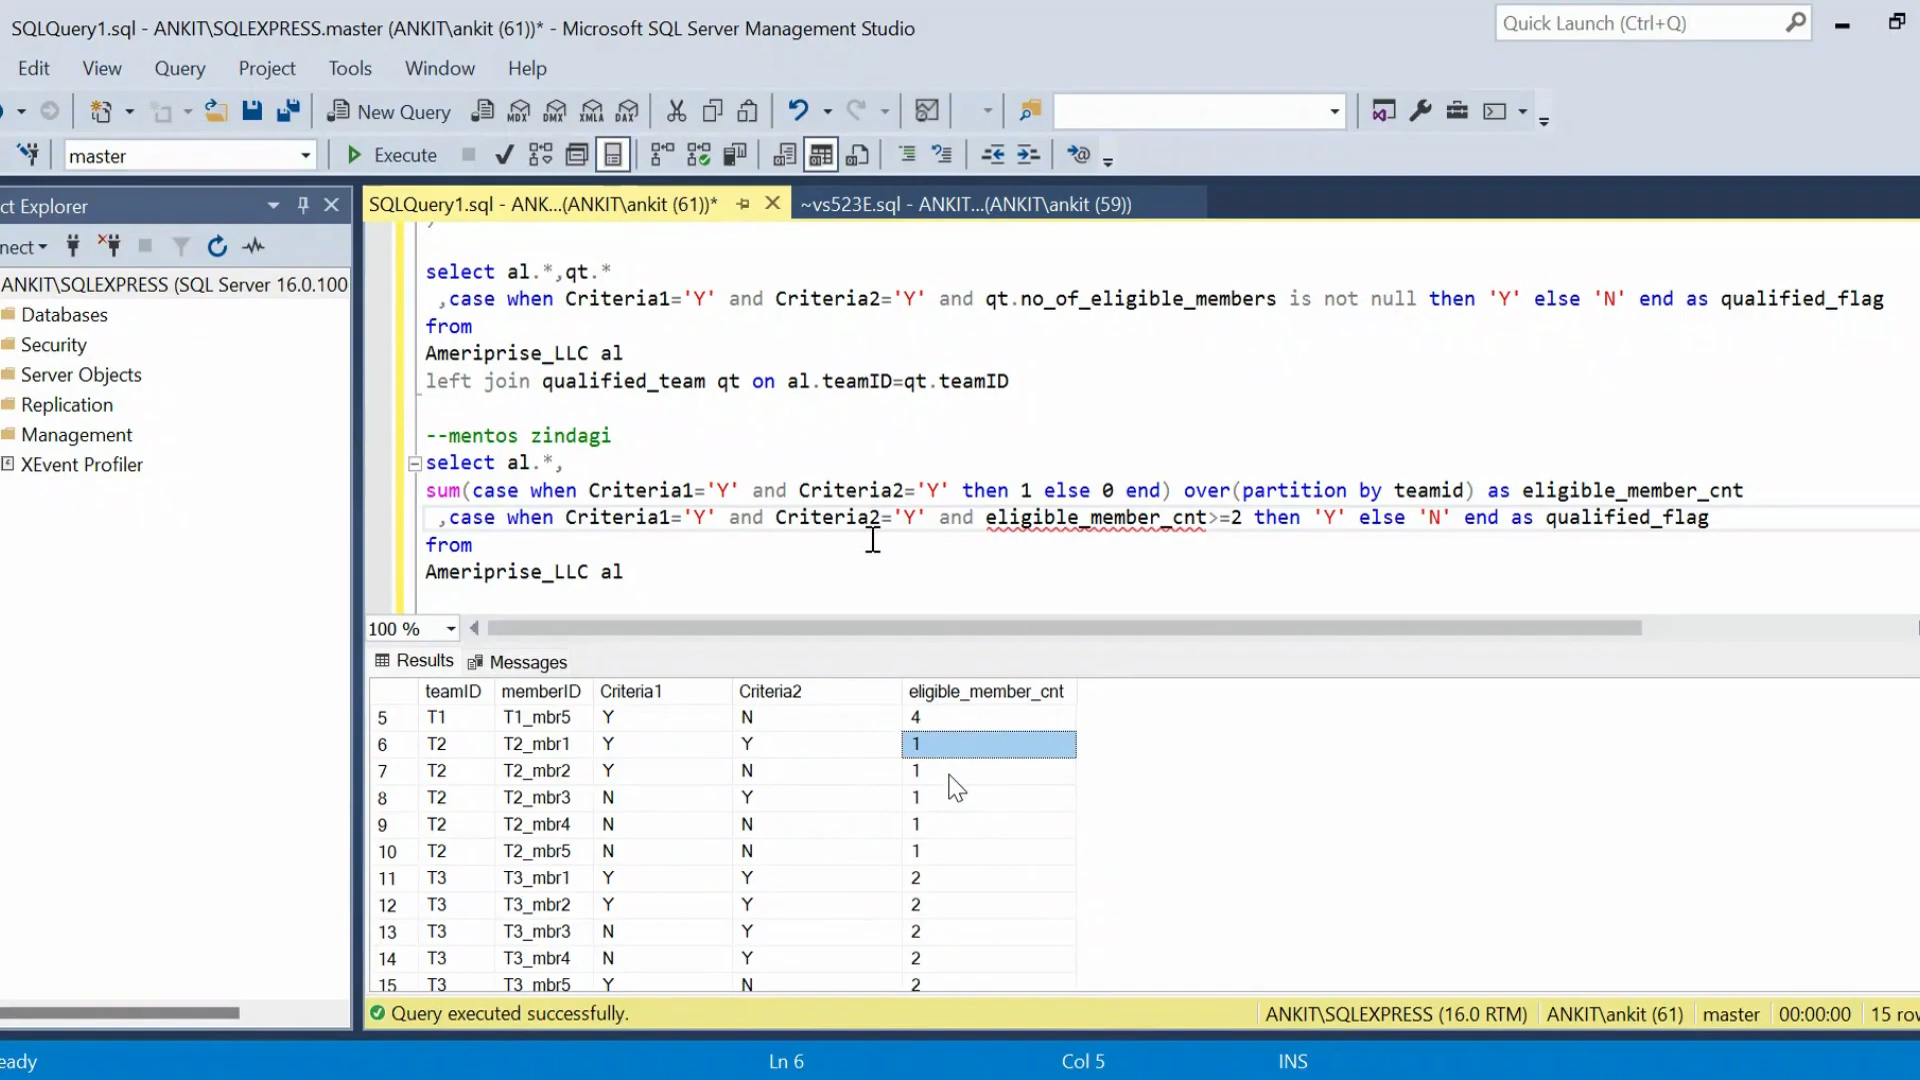 SQLQuery1.sql - ANKIT\SQLEXPRESS.master (ANKIT\ankit (61))* - Microsoft SQL Server Management Studio
Quick Launch (Ctrl+Q)
Edit View Query Project Tools Window Help
New Query MDX DMX XMLA DAX
master Execute
ct Explorer
SQLQuery1.sql - ANK...(ANKIT\ankit (61))*
~vs523E.sql - ANKIT...(ANKIT\ankit (59))
nect
ANKIT\SQLEXPRESS (SQL Server 16.0.100
Databases
Security
Server Objects
Replication
Management
XEvent Profiler
select al.*,qt.*
,case when Criteria1='Y' and Criteria2='Y' and qt.no_of_eligible_members is not null then 'Y' else 'N' end as qualified_flag
from
Ameriprise_LLC al
left join qualified_team qt on al.teamID=qt.teamID
--mentos zindagi
select al.*,
sum(case when Criteria1='Y' and Criteria2='Y' then 1 else 0 end) over(partition by teamid) as eligible_member_cnt
,case when Criteria1='Y' and Criteria2='Y' and eligible_member_cnt>=2 then 'Y' else 'N' end as qualified_flag
from
Ameriprise_LLC al
100 %
Results Messages
teamID memberID Criteria1 Criteria2 eligible_member_cnt
5 T1 T1_mbr5 Y N 4
6 T2 T2_mbr1 Y Y 1
7 T2 T2_mbr2 Y N 1
8 T2 T2_mbr3 N Y 1
9 T2 T2_mbr4 N N 1
10 T2 T2_mbr5 N N 1
11 T3 T3_mbr1 Y Y 2
12 T3 T3_mbr2 Y Y 2
13 T3 T3_mbr3 N Y 2
14 T3 T3_mbr4 N Y 2
15 T3 T3_mbr5 Y N 2
Query executed successfully.
ANKIT\SQLEXPRESS (16.0 RTM) ANKIT\ankit (61) master 00:00:00 15 rov
eady Ln 6 Col 5 INS